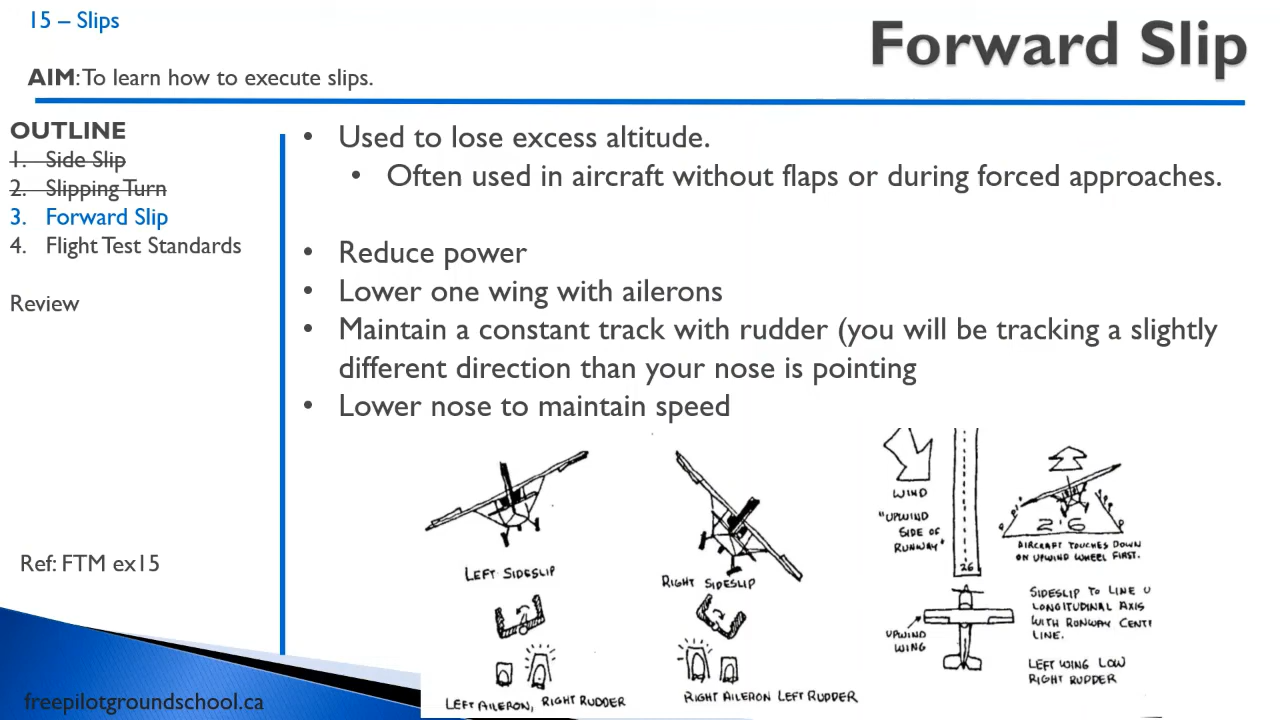 15 – Slips
Forward Slip
AIM: To learn how to execute slips.
OUTLINE
1. Side Slip
2. Slipping Turn
3. Forward Slip
4. Flight Test Standards
Review
Ref: FTM ex15
freepilotgroundschool.ca
• Used to lose excess altitude.
• Often used in aircraft without flaps or during forced approaches.
• Reduce power
• Lower one wing with ailerons
• Maintain a constant track with rudder (you will be tracking a slightly
different direction than your nose is pointing
• Lower nose to maintain speed
LEFT SIDESLIP
LEFT AILERON, RIGHT RUDDER
RIGHT SIDESLIP
RIGHT AILERON LEFT RUDDER
WIND
"UPWIND
SIDE OF
RUNWAY"
26
2'6
AIRCRAFT TOUCHES DOWN
ON UPWIND WHEEL FIRST.
UPWIND
WING
SIDESLIP TO LINE U
LONGITUDINAL AXIS
WITH RUNWAY CENT
LINE.
LEFT WING LOW
RIGHT RUDDER